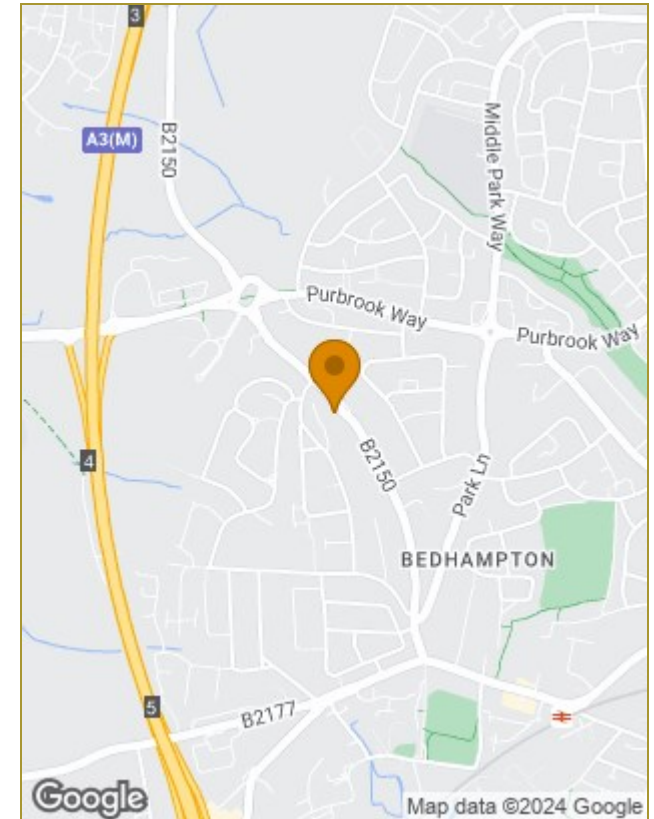 3
A3(M)
B2150
Middle Park Way
Purbrook Way
Purbrook Way
4
B2150
Park Ln
BEDHAMPTON
5
B2177
Google
Map data ©2024 Google